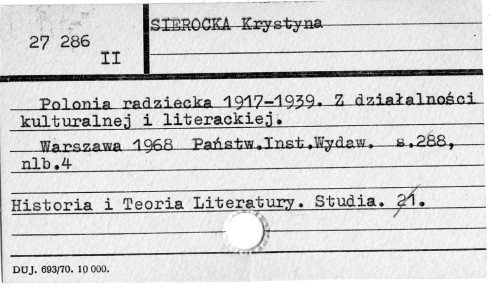 27 286
II
SIEROCKA Krystyna
Polonia radziecka 1917-1939. Z działalności
kulturalnej i literackiej.
Warszawa 1968 Państw.Inst.Wydaw. s.288,
nlb.4
Historia i Teoria Literatury. Studia. 21.
DUJ. 693/70. 10 000.